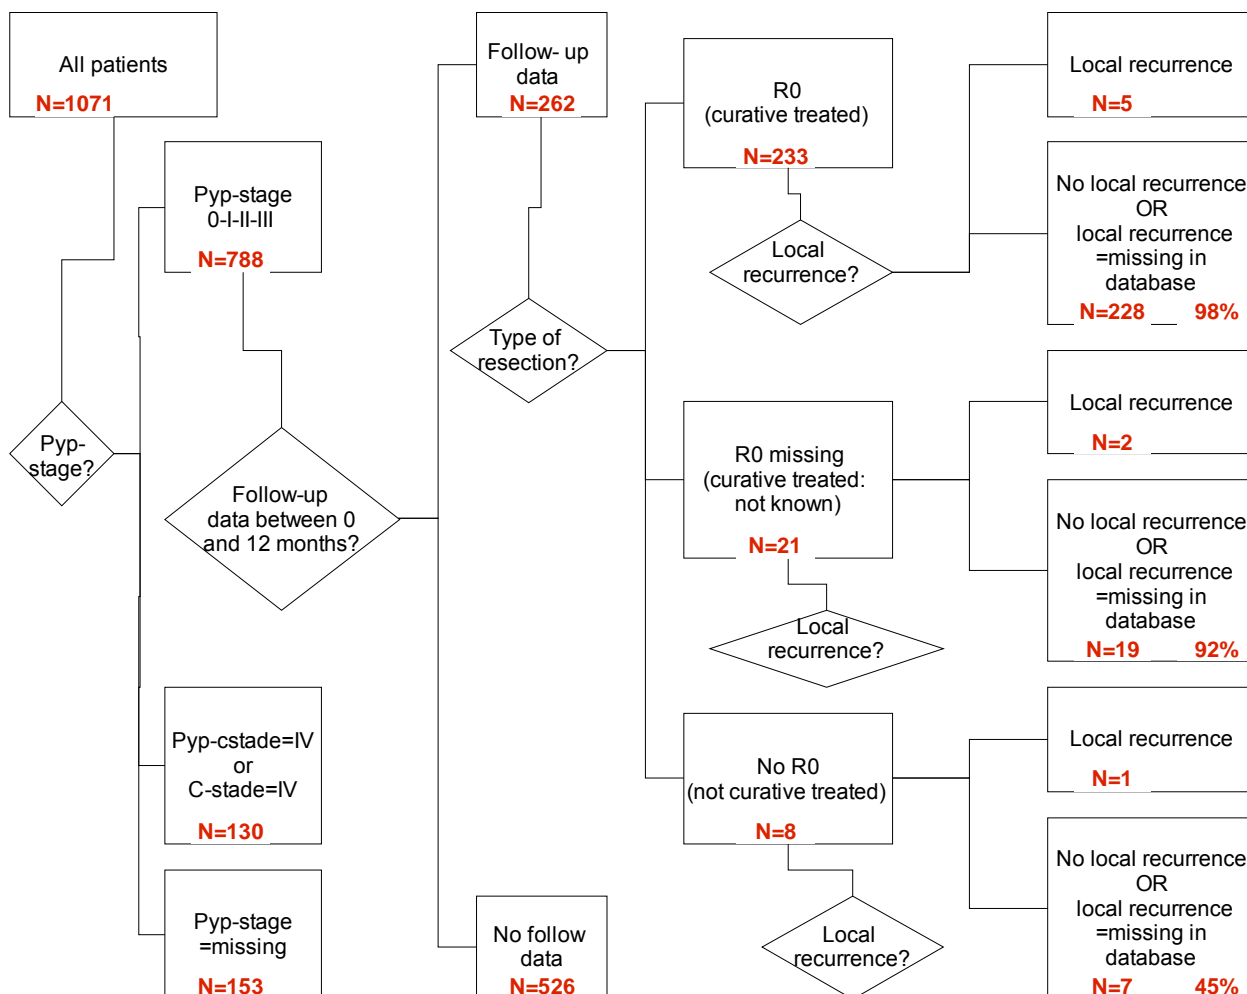 All patients
N=1071
Pyp-
stage?
Pyp-stage
0-I-II-III
N=788
Follow-up
data between 0
and 12 months?
Pyp-cstade=IV
or
C-stade=IV
N=130
Pyp-stage
=missing
N=153
Follow- up
data
N=262
Type of
resection?
No follow
data
N=526
R0
(curative treated)
N=233
Local
recurrence?
R0 missing
(curative treated:
not known)
N=21
Local
recurrence?
No R0
(not curative treated)
N=8
Local
recurrence?
Local recurrence
N=5
No local recurrence
OR
local recurrence
=missing in
database
N=228 98%
Local recurrence
N=2
No local recurrence
OR
local recurrence
=missing in
database
N=19 92%
Local recurrence
N=1
No local recurrence
OR
local recurrence
=missing in
database
N=7 45%